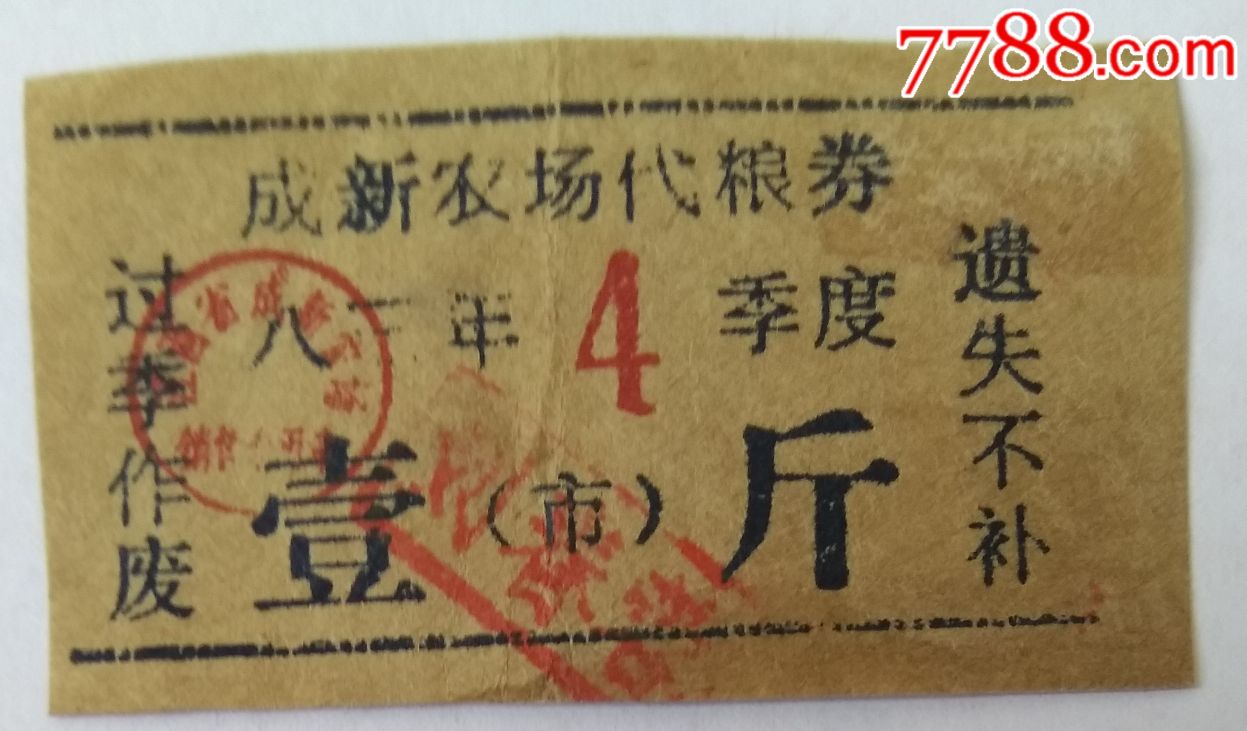 7788.com
成新农场代粮券
过季作废
八三年4季度
壹(市)斤
遗失不补